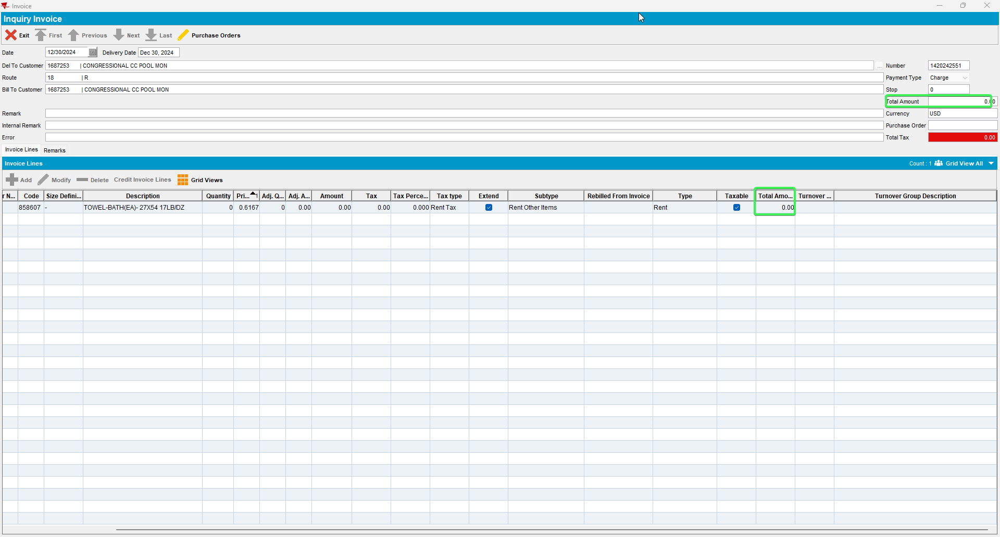 Invoice
Inquiry Invoice
Exit First Previous Next Last Purchase Orders
Date 12/30/2024 16 Delivery Date Dec 30, 2024
Del To Customer 1687253 | CONGRESSIONAL CC POOL MON ... Number 1420242551
Route 18 | R Payment Type Charge
Bill To Customer 1687253 | CONGRESSIONAL CC POOL MON Stop 0
Total Amount 0.00
Remark Currency USD
Internal Remark Purchase Order
Error Total Tax 0.00
Invoice Lines Remarks
Invoice Lines Count : 1 Grid View All
Add Modify Delete Credit Invoice Lines Grid Views
r N... Code Size Defini... Description Quantity Pri... 1 Adj. Q... Adj. A... Amount Tax Tax Perce... Tax type Extend Subtype Rebilled From Invoice Type Taxable Total Amo... Turnover ... Turnover Group Description
858607 - TOWEL-BATH(EA)- 27X54 17LB/DZ 0 0.6167 0 0.00 0.00 0.00 0.000 Rent Tax Rent Other Items Rent 0.00